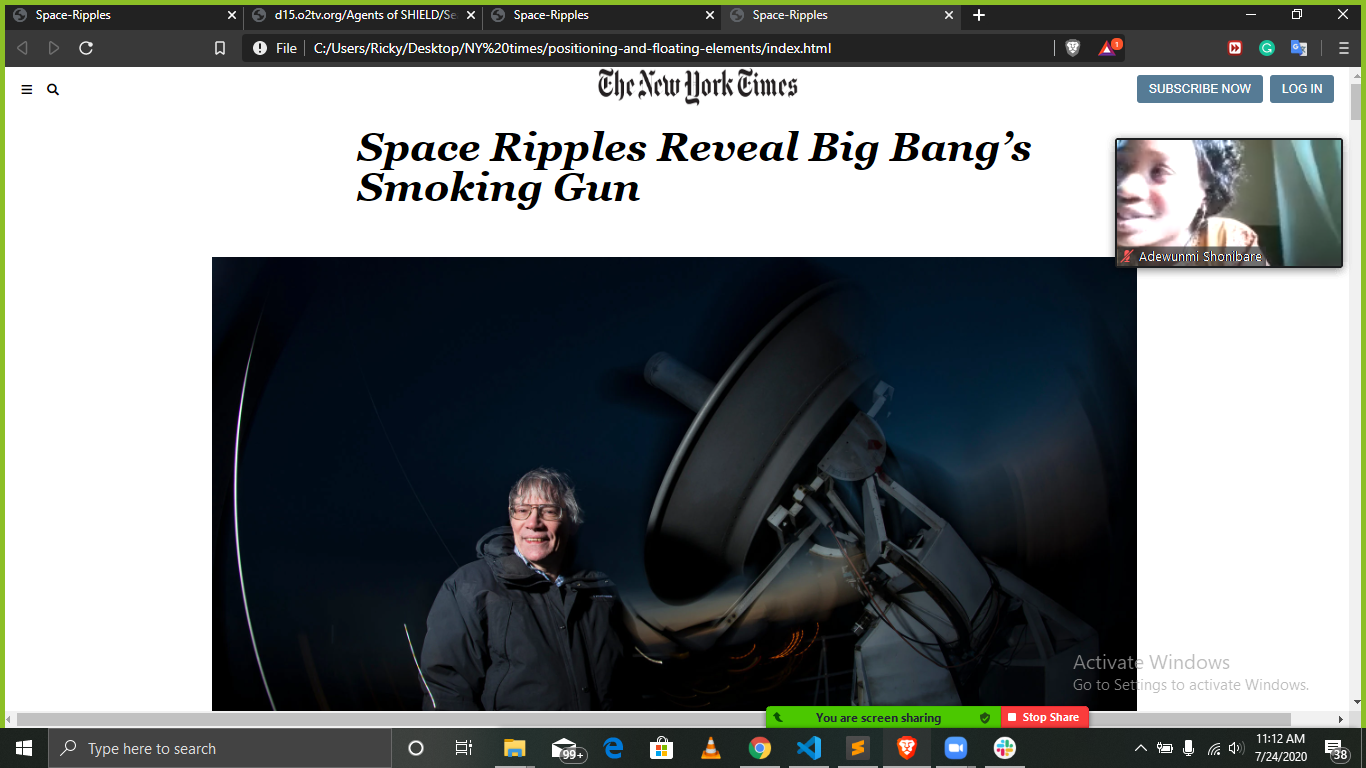 Space-Ripples
d15.o2tv.org/Agents of SHIELD/Se
Space-Ripples
Space-Ripples
File
C:/Users/Ricky/Desktop/NY%20times/positioning-and-floating-elements/index.html
1
The New York Times
SUBSCRIBE NOW
LOG IN
Space Ripples Reveal Big Bang’s
Smoking Gun
Adewunmi Shonibare
Activate Windows
Go to Settings to activate Windows.
You are screen sharing
Stop Share
Type here to search
99+
11:12 AM
7/24/2020
38